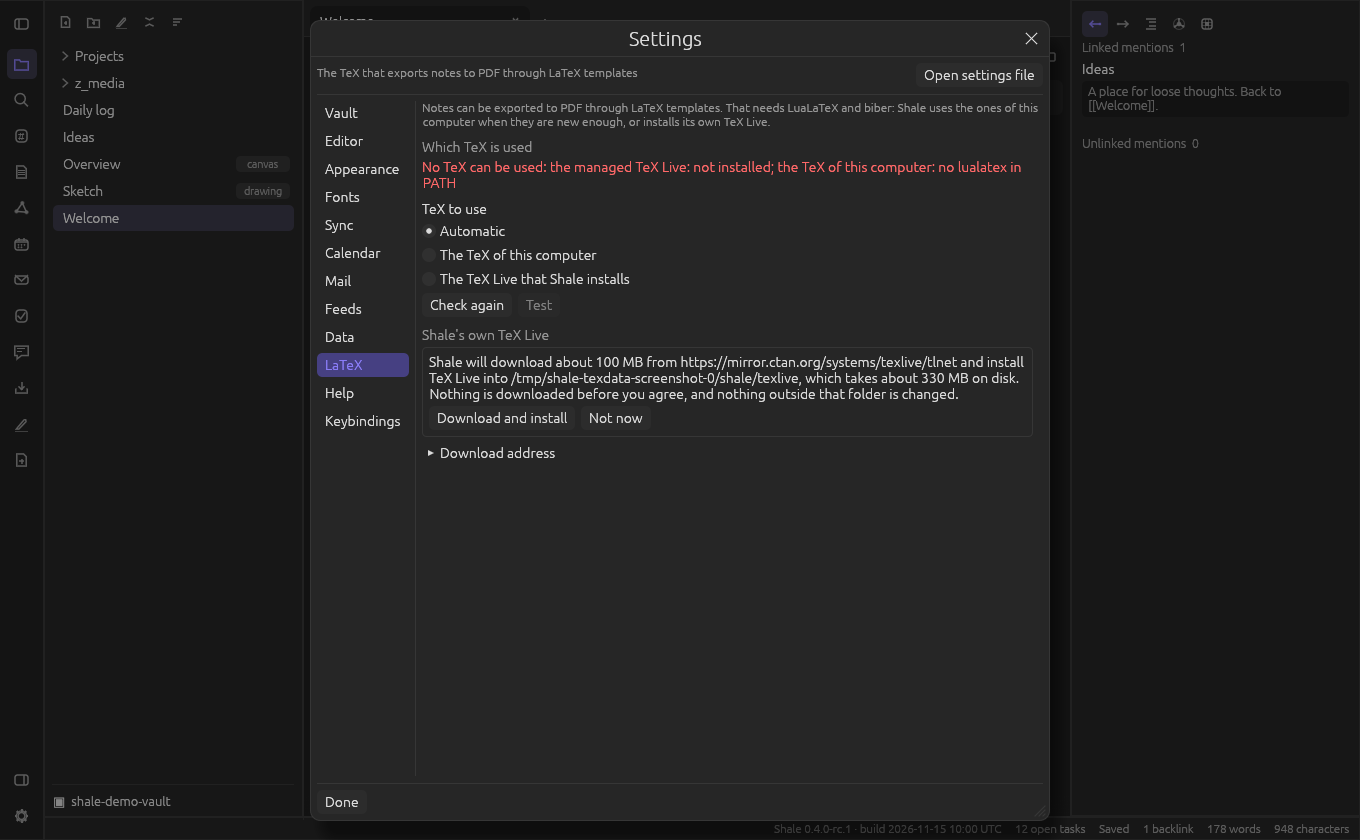 Settings
The TeX that exports notes to PDF through LaTeX templates
Open settings file
Projects
z_media
Daily log
Ideas
Overview canvas
Sketch drawing
Welcome
shale-demo-vault
Vault
Editor
Appearance
Fonts
Sync
Calendar
Mail
Feeds
Data
LaTeX
Help
Keybindings
Notes can be exported to PDF through LaTeX templates. That needs LuaLaTeX and biber: Shale uses the ones of this
computer when they are new enough, or installs its own TeX Live.
Which TeX is used
No TeX can be used: the managed TeX Live: not installed; the TeX of this computer: no lualatex in
PATH
TeX to use
Automatic
The TeX of this computer
The TeX Live that Shale installs
Check again Test
Shale's own TeX Live
Shale will download about 100 MB from https://mirror.ctan.org/systems/texlive/tlnet and install
TeX Live into /tmp/shale-texdata-screenshot-0/shale/texlive, which takes about 330 MB on disk.
Nothing is downloaded before you agree, and nothing outside that folder is changed.
Download and install Not now
Download address
Done
Linked mentions 1
Ideas
A place for loose thoughts. Back to
[[Welcome]].
Unlinked mentions 0
Shale 0.4.0-rc.1 · build 2026-11-15 10:00 UTC 12 open tasks Saved 1 backlink 178 words 948 characters